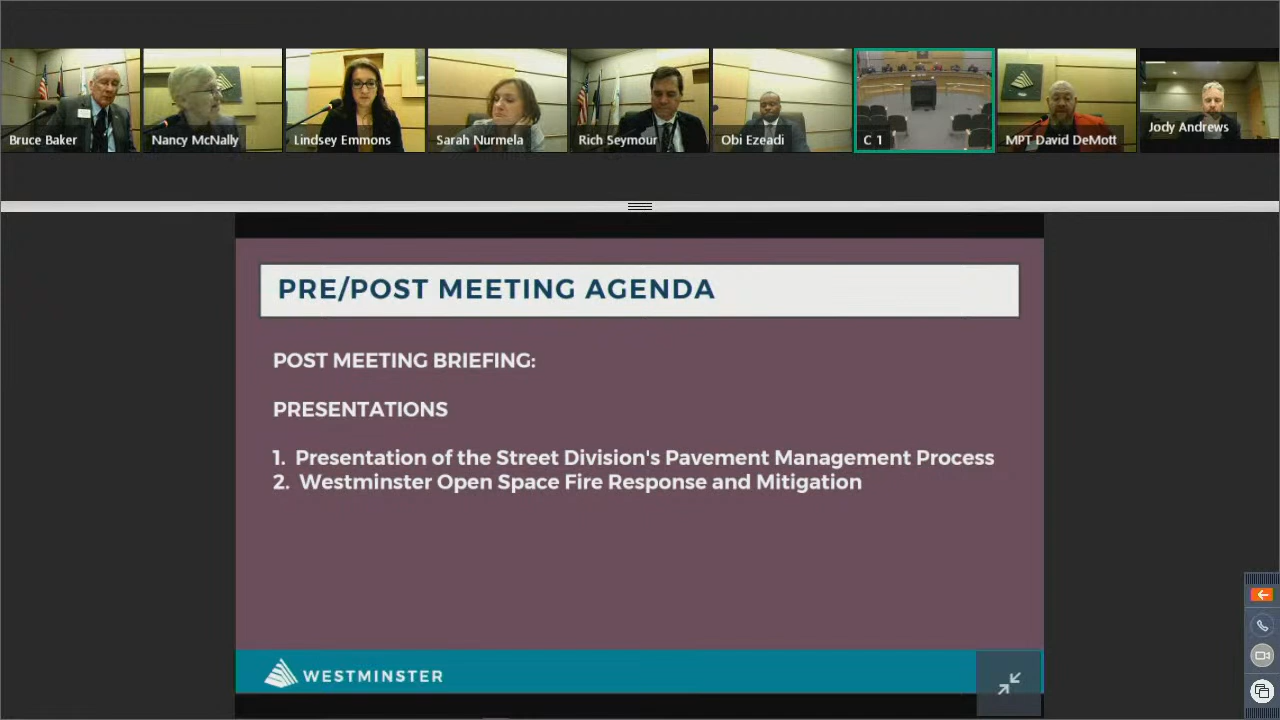 Bruce Baker
Nancy McNally
Lindsey Emmons
Sarah Nurmela
Rich Seymour
Obi Ezeadi
C 1
MPT David DeMott
Jody Andrews
PRE/POST MEETING AGENDA
POST MEETING BRIEFING:
PRESENTATIONS
1. Presentation of the Street Division's Pavement Management Process
2. Westminster Open Space Fire Response and Mitigation
WESTMINSTER